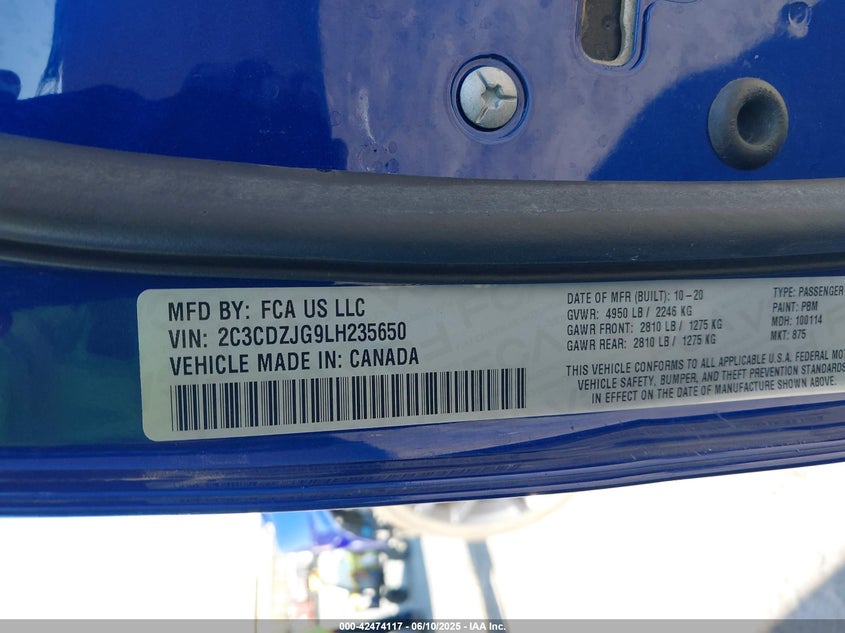 MFD BY: FCA US LLC
VIN: 2C3CDZJG9LH235650
VEHICLE MADE IN: CANADA
DATE OF MFR (BUILT): 10-20
GVWR: 4950 LB / 2246 KG
GAWR FRONT: 2810 LB / 1275 KG
GAWR REAR: 2810 LB / 1275 KG
TYPE: PASSENGER
PAINT: PBM
MDH: 100114
MKT: 875
THIS VEHICLE CONFORMS TO ALL APPLICABLE U.S.A. FEDERAL
VEHICLE SAFETY, BUMPER, AND THEFT PREVENTION STANDARDS
IN EFFECT ON THE DATE OF MANUFACTURE SHOWN ABOVE.
000-42474117 - 06/10/2025 - IAA, Inc.